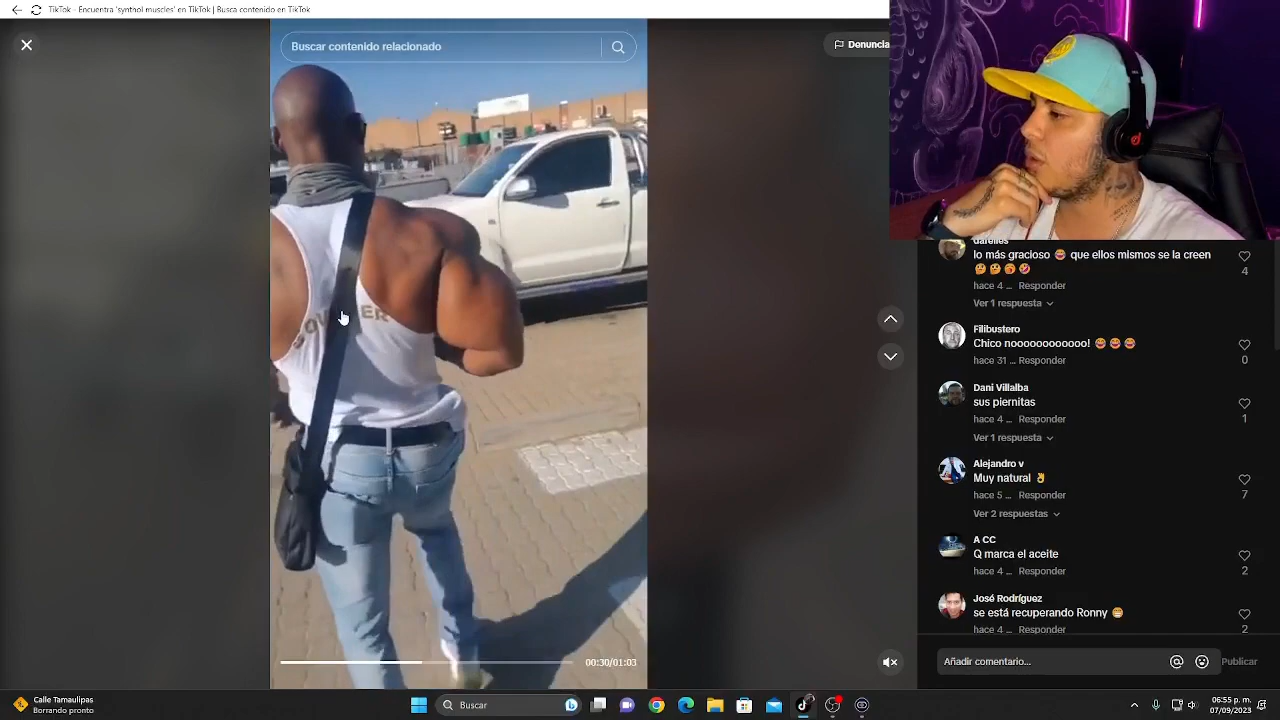 TikTok - Encuentra 'synthol muscles' en TikTok | Busca contenido en TikTok
Buscar contenido relacionado
Denuncia
lo más gracioso 😂 que ellos mismos se la creen
4
hace 4 ... Responder
Ver 1 respuesta
Filibustero
Chico noooooooooooo! 😂 😂 😂
hace 31 ... Responder
0
Dani Villalba
sus piernitas
hace 4 ... Responder
1
Ver 1 respuesta
Alejandro v
Muy natural 👌
hace 5 ... Responder
7
Ver 2 respuestas
A CC
Q marca el aceite
hace 4 ... Responder
2
José Rodríguez
se está recuperando Ronny 😁
hace 4 ... Responder
2
00:30/01:03
Añadir comentario...
Publicar
Calle Tamaulipas
Borrando pronto
Buscar
06:55 p. m.
07/09/2023